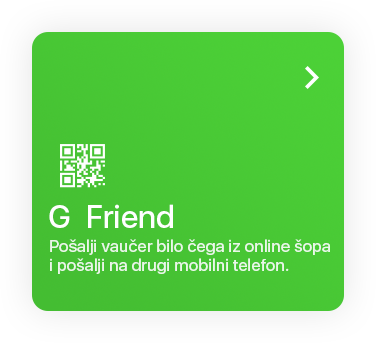 G Friend
Pošalji vaučer bilo čega iz online šopa
i pošalji na drugi mobilni telefon.